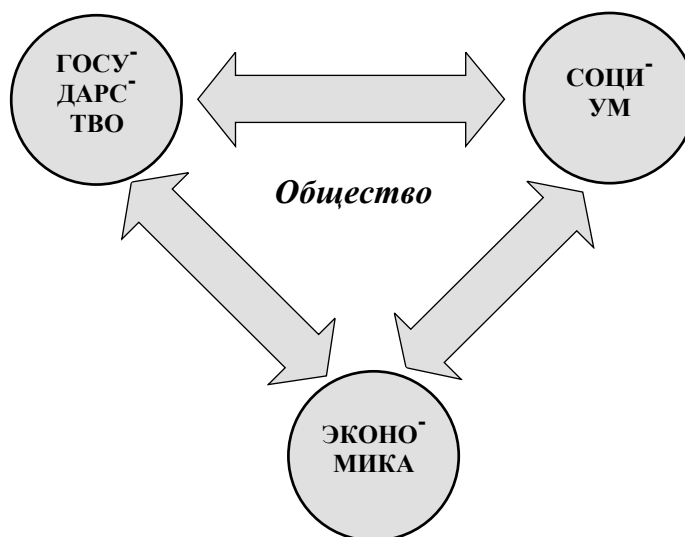 ГОСУ-
ДАРС-
ТВО
СОЦИ-
УМ
Общество
ЭКОНО-
МИКА